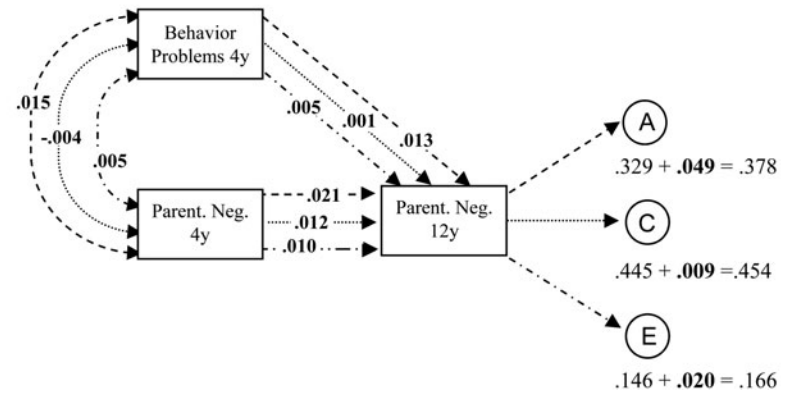 Behavior
Problems 4y
.015
-.004
.005
.005
.001
.013
Parent. Neg.
4y
.021
.012
.010
Parent. Neg.
12y
A
.329 + .049 = .378
C
.445 + .009 =.454
E
.146 + .020 = .166